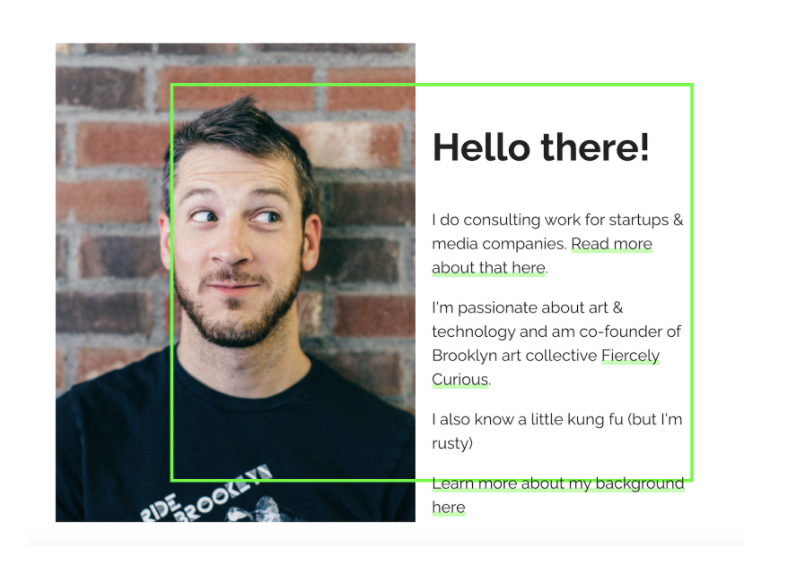 Hello there!
I do consulting work for startups &
media companies. Read more
about that here.
I'm passionate about art &
technology and am co-founder of
Brooklyn art collective Fiercely
Curious.
I also know a little kung fu (but I'm
rusty)
Learn more about my background
here
RIDE
BROOKLYN